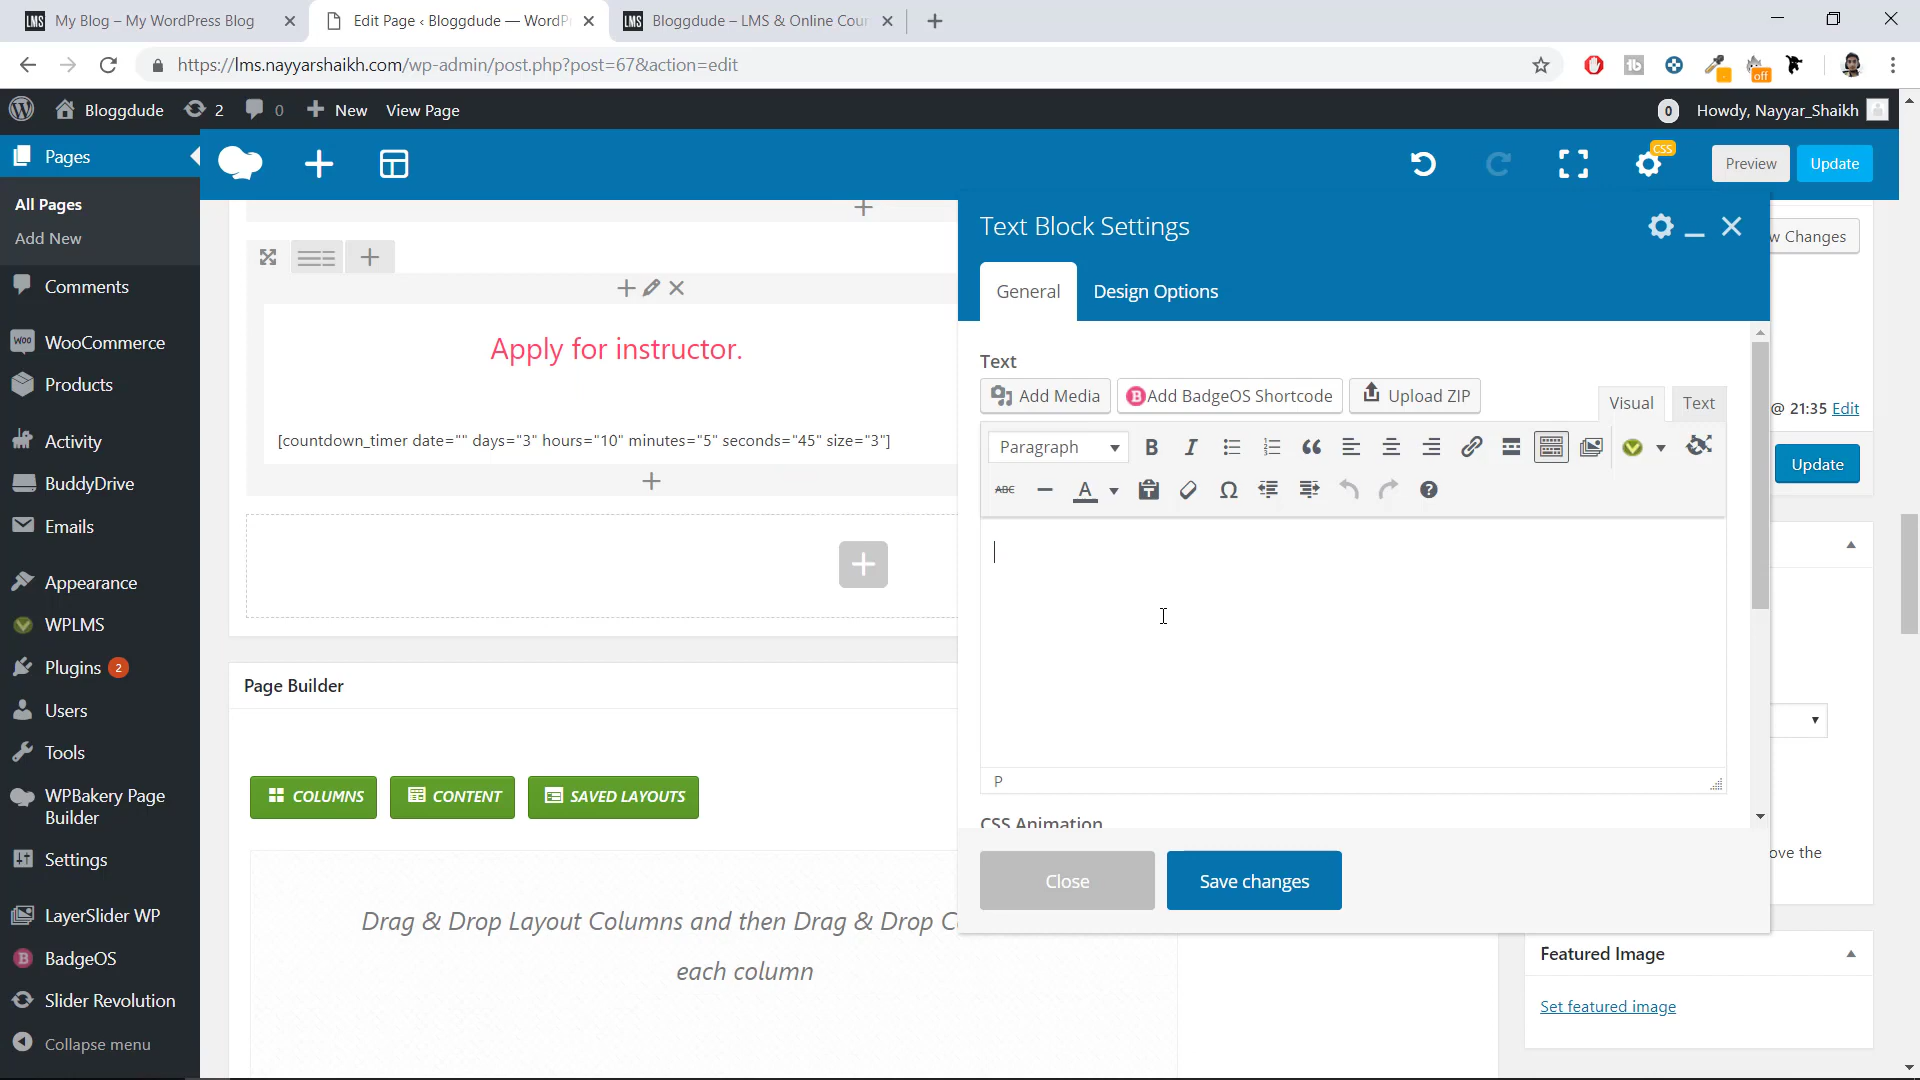 LMS My Blog – My WordPress Blog
Edit Page ‹ Bloggdude — WordP
LMS Bloggdude – LMS & Online Cour
https://lms.nayyarshaikh.com/wp-admin/post.php?post=67&action=edit
off
Bloggdude 2 0 New View Page
0 Howdy, Nayyar_Shaikh
Pages
All Pages
Add New
Comments
WooCommerce
Products
Activity
BuddyDrive
Emails
Appearance
WPLMS
Plugins 2
Users
Tools
WPBakery Page
Builder
Settings
LayerSlider WP
BadgeOS
Slider Revolution
Collapse menu
CSS
Preview Update
Apply for instructor.
[countdown_timer date="" days="3" hours="10" minutes="5" seconds="45" size="3"]
Page Builder
COLUMNS CONTENT SAVED LAYOUTS
Drag & Drop Layout Columns and then Drag & Drop C
each column
Text Block Settings
General Design Options
Text
Add Media Add BadgeOS Shortcode Upload ZIP
Visual Text
Paragraph
ABC
P
CSS Animation
Close Save changes
w Changes
@ 21:35 Edit
Update
ove the
Featured Image
Set featured image